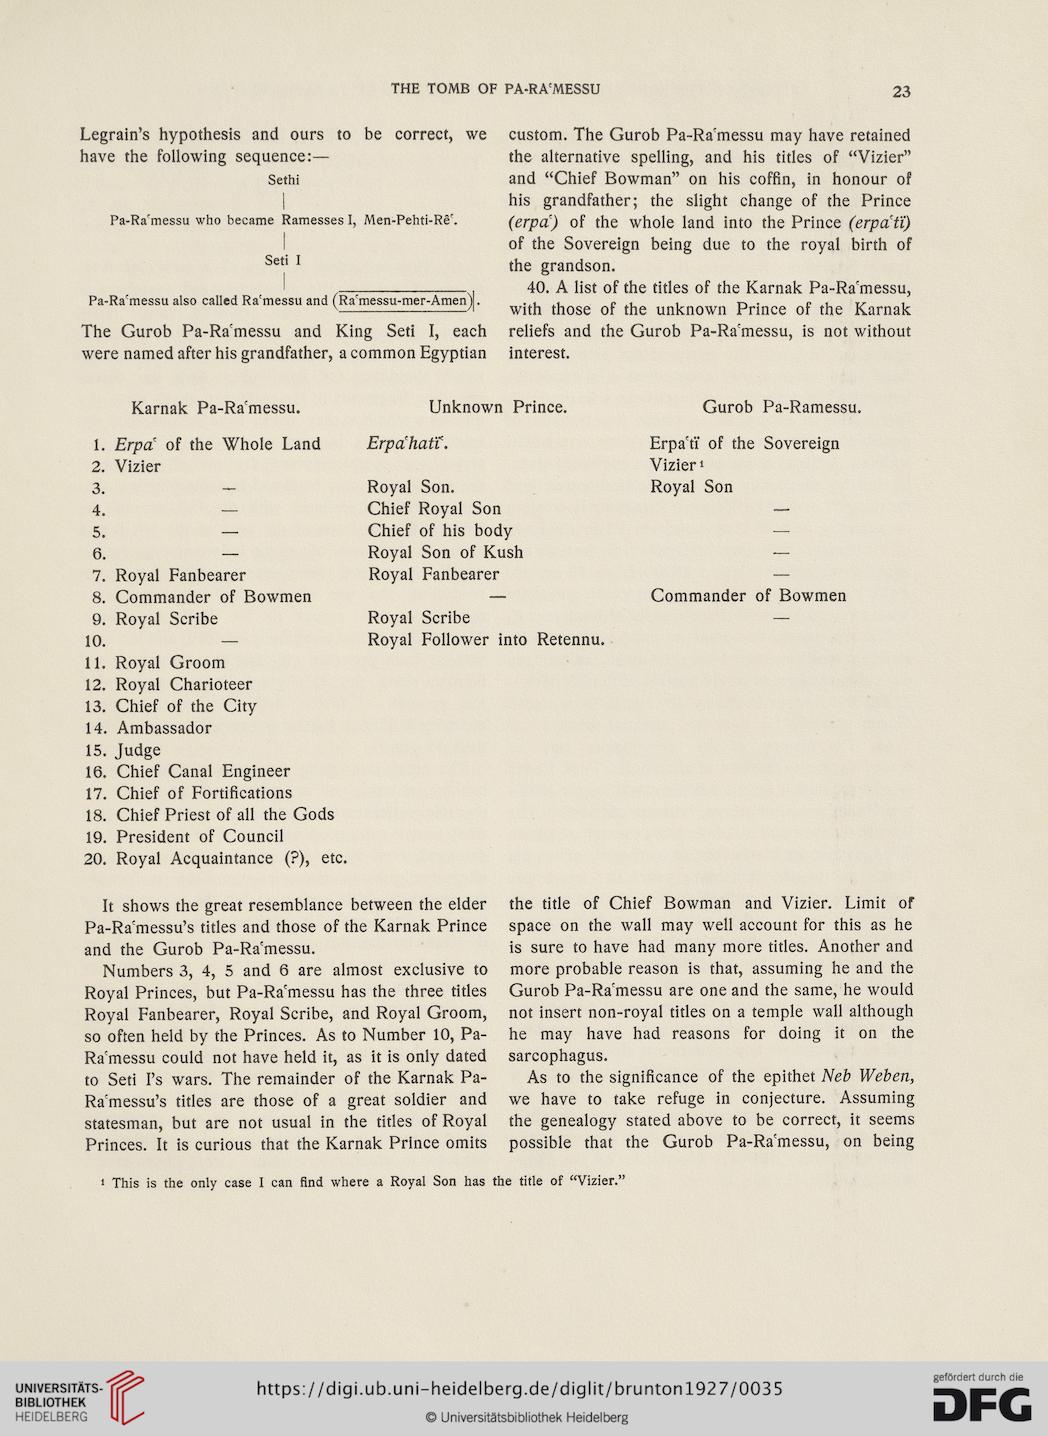 THE TOMB OF PA-RAʿMESSU 23
Legrain's hypothesis and ours to be correct, we
have the following sequence:—
Sethi
Pa-Raʿmessu who became Ramesses I, Men-Pehti-Rêʿ.
Seti I
Pa-Raʿmessu also called Raʿmessu and (Raʿmessu-mer-Amen)|.
The Gurob Pa-Raʿmessu and King Seti I, each
were named after his grandfather, a common Egyptian
custom. The Gurob Pa-Raʿmessu may have retained
the alternative spelling, and his titles of “Vizier”
and “Chief Bowman” on his coffin, in honour of
his grandfather; the slight change of the Prince
(erpaʿ) of the whole land into the Prince (erpaʿtï)
of the Sovereign being due to the royal birth of
the grandson.
40. A list of the titles of the Karnak Pa-Raʿmessu,
with those of the unknown Prince of the Karnak
reliefs and the Gurob Pa-Raʿmessu, is not without
interest.
Karnak Pa-Raʿmessu. Unknown Prince. Gurob Pa-Ramessu.
1. Erpaʿ of the Whole Land Erpaʿhatïʿ. Erpaʿtï of the Sovereign
2. Vizier Vizier¹
3. — Royal Son. Royal Son
4. — Chief Royal Son —
5. — Chief of his body —
6. — Royal Son of Kush —
7. Royal Fanbearer Royal Fanbearer —
8. Commander of Bowmen — Commander of Bowmen
9. Royal Scribe Royal Scribe —
10. — Royal Follower into Retennu.
11. Royal Groom
12. Royal Charioteer
13. Chief of the City
14. Ambassador
15. Judge
16. Chief Canal Engineer
17. Chief of Fortifications
18. Chief Priest of all the Gods
19. President of Council
20. Royal Acquaintance (?), etc.
It shows the great resemblance between the elder
Pa-Raʿmessu's titles and those of the Karnak Prince
and the Gurob Pa-Raʿmessu.
Numbers 3, 4, 5 and 6 are almost exclusive to
Royal Princes, but Pa-Raʿmessu has the three titles
Royal Fanbearer, Royal Scribe, and Royal Groom,
so often held by the Princes. As to Number 10, Pa-
Raʿmessu could not have held it, as it is only dated
to Seti I's wars. The remainder of the Karnak Pa-
Raʿmessu's titles are those of a great soldier and
statesman, but are not usual in the titles of Royal
Princes. It is curious that the Karnak Prince omits
the title of Chief Bowman and Vizier. Limit of
space on the wall may well account for this as he
is sure to have had many more titles. Another and
more probable reason is that, assuming he and the
Gurob Pa-Raʿmessu are one and the same, he would
not insert non-royal titles on a temple wall although
he may have had reasons for doing it on the
sarcophagus.
As to the significance of the epithet Neb Weben,
we have to take refuge in conjecture. Assuming
the genealogy stated above to be correct, it seems
possible that the Gurob Pa-Raʿmessu, on being
¹ This is the only case I can find where a Royal Son has the title of “Vizier.”
UNIVERSITÄTS-
BIBLIOTHEK
HEIDELBERG
https://digi.ub.uni-heidelberg.de/diglit/brunton1927/0035
© Universitätsbibliothek Heidelberg
gefördert durch die
DFG